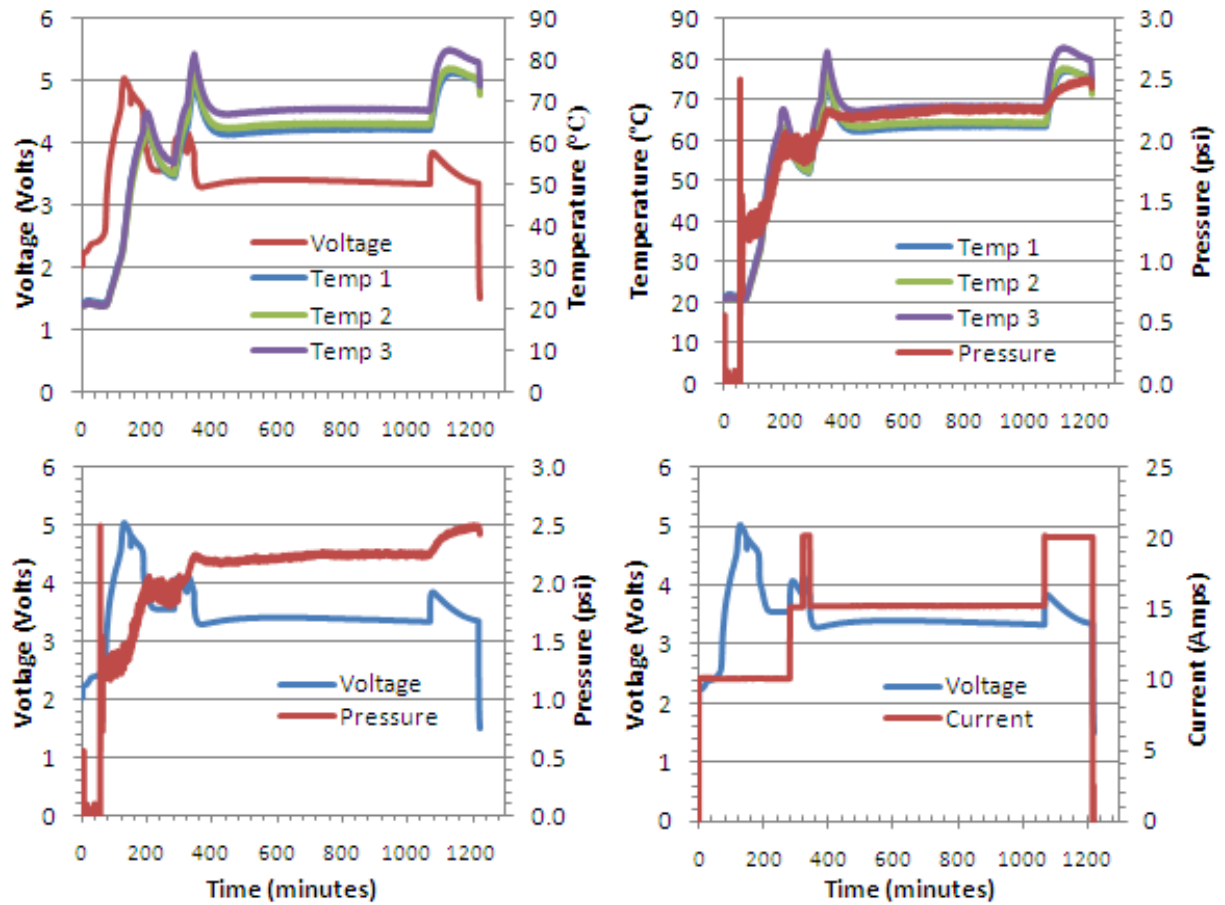 6 90
5 80
4 70
3 60
2 50
1 40
0 30
20
10
0
Voltage (Volts)
Temperature (°C)
Voltage
Temp 1
Temp 2
Temp 3
0 200 400 600 800 1000 1200
90 3.0
80 2.5
70 2.0
60 1.5
50 1.0
40 0.5
30 0.0
20
10
0
Temperature (°C)
Pressure (psi)
Temp 1
Temp 2
Temp 3
Pressure
0 200 400 600 800 1000 1200
6 3.0
5 2.5
4 2.0
3 1.5
2 1.0
1 0.5
0 0.0
Votlage (Volts)
Pressure (psi)
Voltage
Pressure
0 200 400 600 800 1000 1200
Time (minutes)
6 25
5 20
4 15
3 10
2 5
1 0
0
Votlage (Volts)
Current (Amps)
Voltage
Current
0 200 400 600 800 1000 1200
Time (minutes)